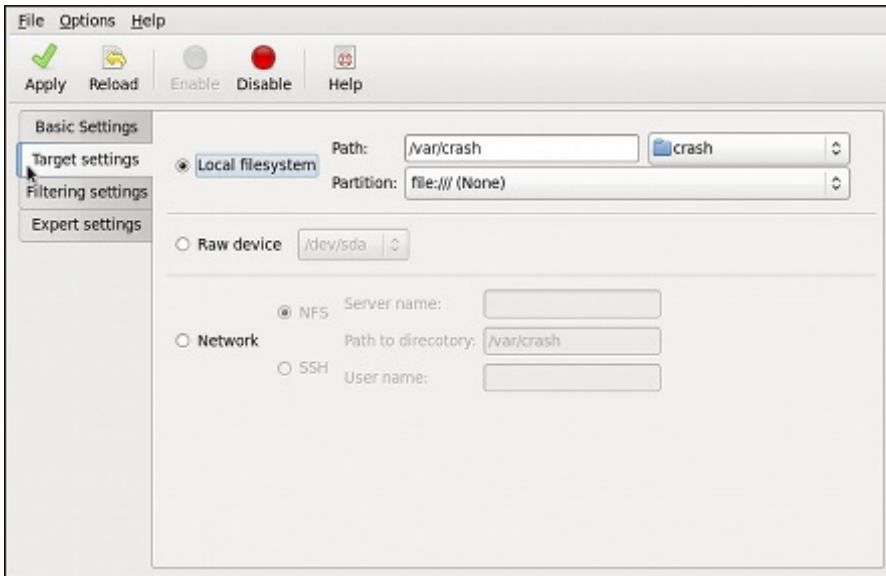 File Options Help
Apply Reload Enable Disable Help
Basic Settings
Target settings
Filtering settings
Expert settings
Local filesystem
Path: /var/crash crash
Partition: file:/// (None)
Raw device /dev/sda
Network
NFS
SSH
Server name:
Path to direcotory: /var/crash
User name: